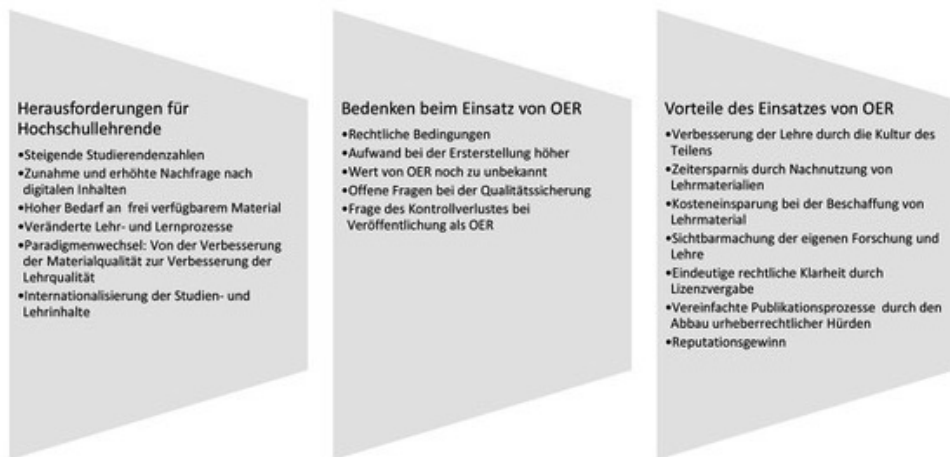 Herausforderungen für
Hochschullehrende
•Steigende Studierendenzahlen
•Zunahme und erhöhte Nachfrage nach
digitalen Inhalten
•Hoher Bedarf an frei verfügbarem Material
•Veränderte Lehr- und Lernprozesse
•Paradigmenwechsel: Von der Verbesserung
der Materialqualität zur Verbesserung der
Lehrqualität
•Internationalisierung der Studien- und
Lehrinhalte
Bedenken beim Einsatz von OER
•Rechtliche Bedingungen
•Aufwand bei der Ersterstellung höher
•Wert von OER noch zu unbekannt
•Offene Fragen bei der Qualitätssicherung
•Frage des Kontrollverlustes bei
Veröffentlichung als OER
Vorteile des Einsatzes von OER
•Verbesserung der Lehre durch die Kultur des
Teilens
•Zeitersparnis durch Nachnutzung von
Lehrmaterialien
•Kosteneinsparung bei der Beschaffung von
Lehrmaterial
•Sichtbarmachung der eigenen Forschung und
Lehre
•Eindeutige rechtliche Klarheit durch
Lizenzvergabe
•Vereinfachte Publikationsprozesse durch den
Abbau urheberrechtlicher Hürden
•Reputationsgewinn